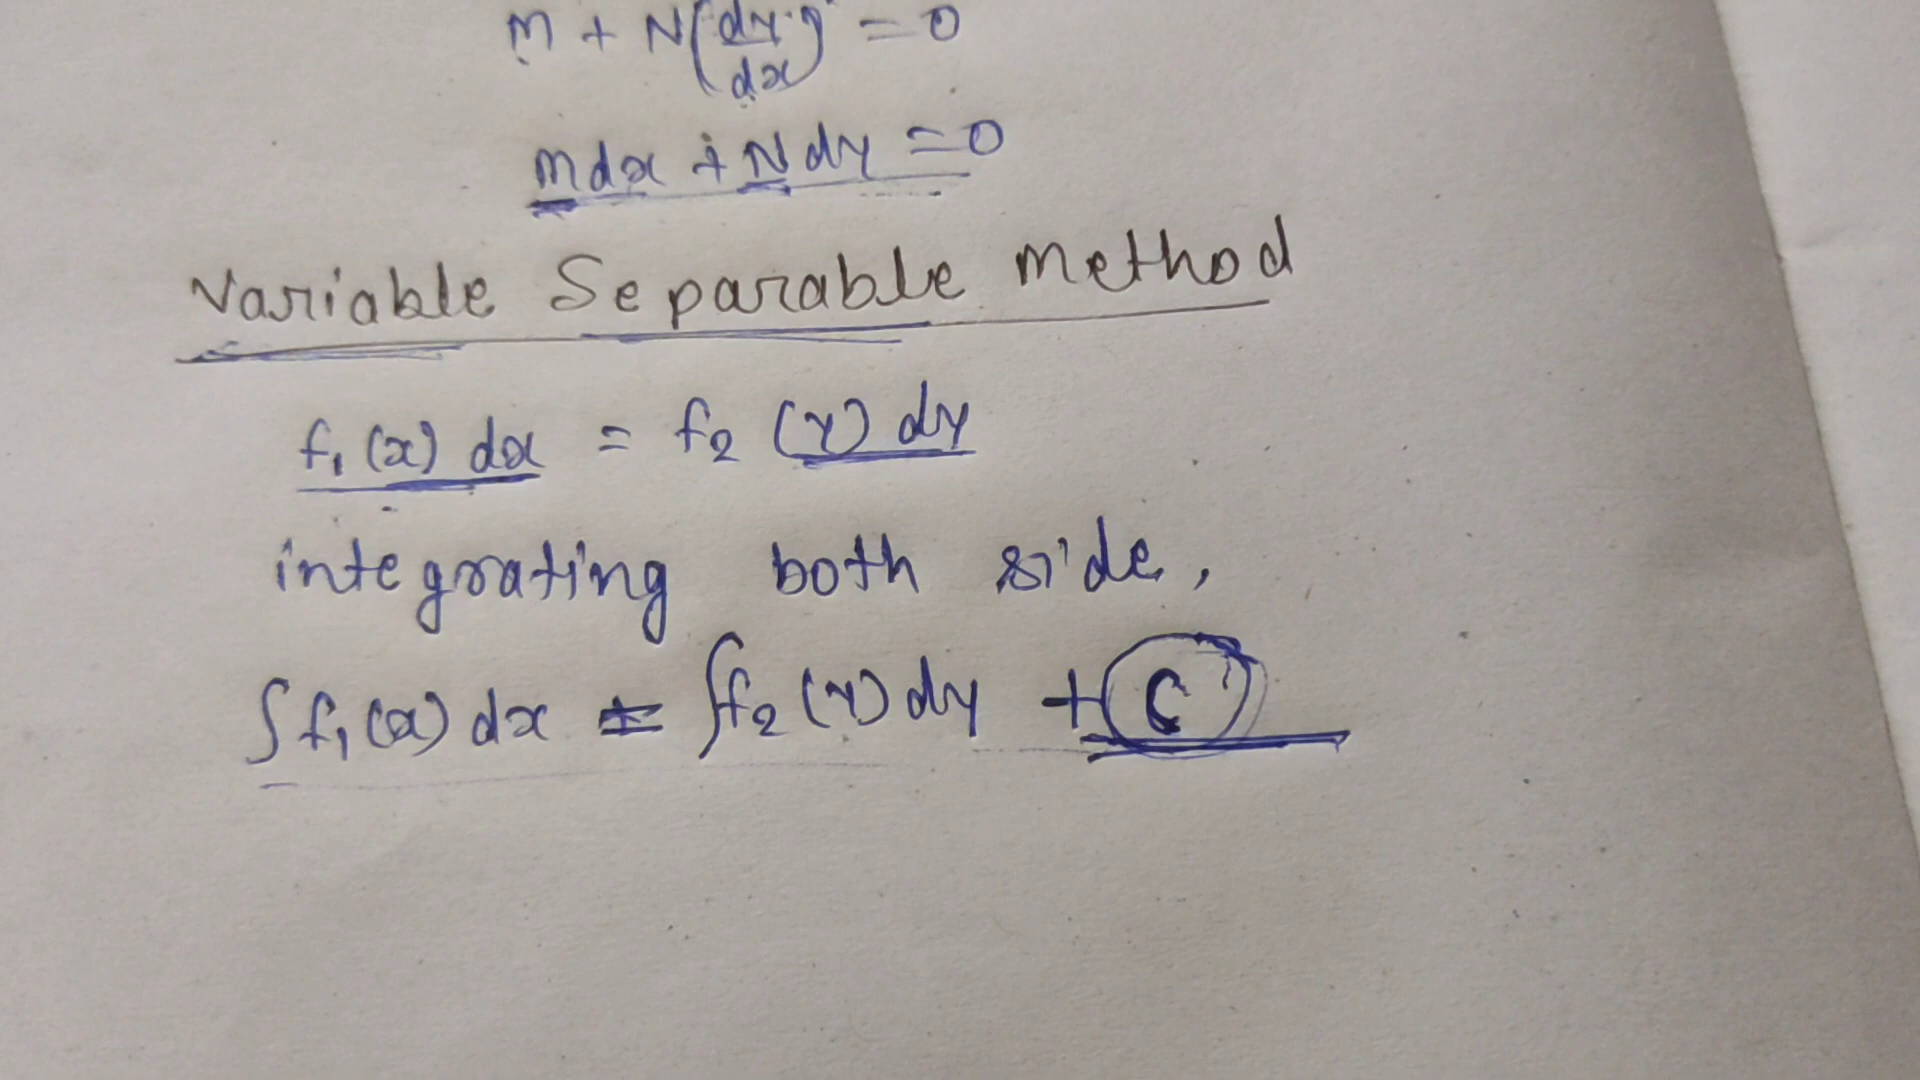 M + N(dy/dx) = 0
Mdx + Ndy = 0
Variable Separable Method
f₁(x) dx = f₂ (y) dy
integrating both side,
∫f₁(x) dx = ∫f₂(y) dy + C